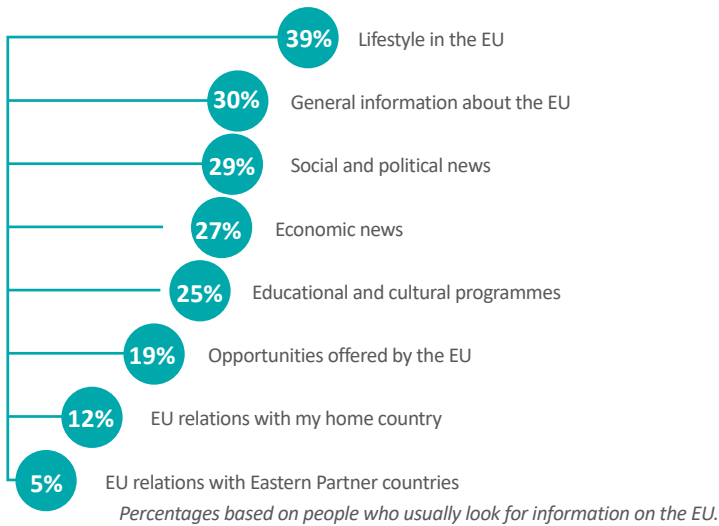 39% Lifestyle in the EU
30% General information about the EU
29% Social and political news
27% Economic news
25% Educational and cultural programmes
19% Opportunities offered by the EU
12% EU relations with my home country
5% EU relations with Eastern Partner countries
Percentages based on people who usually look for information on the EU.